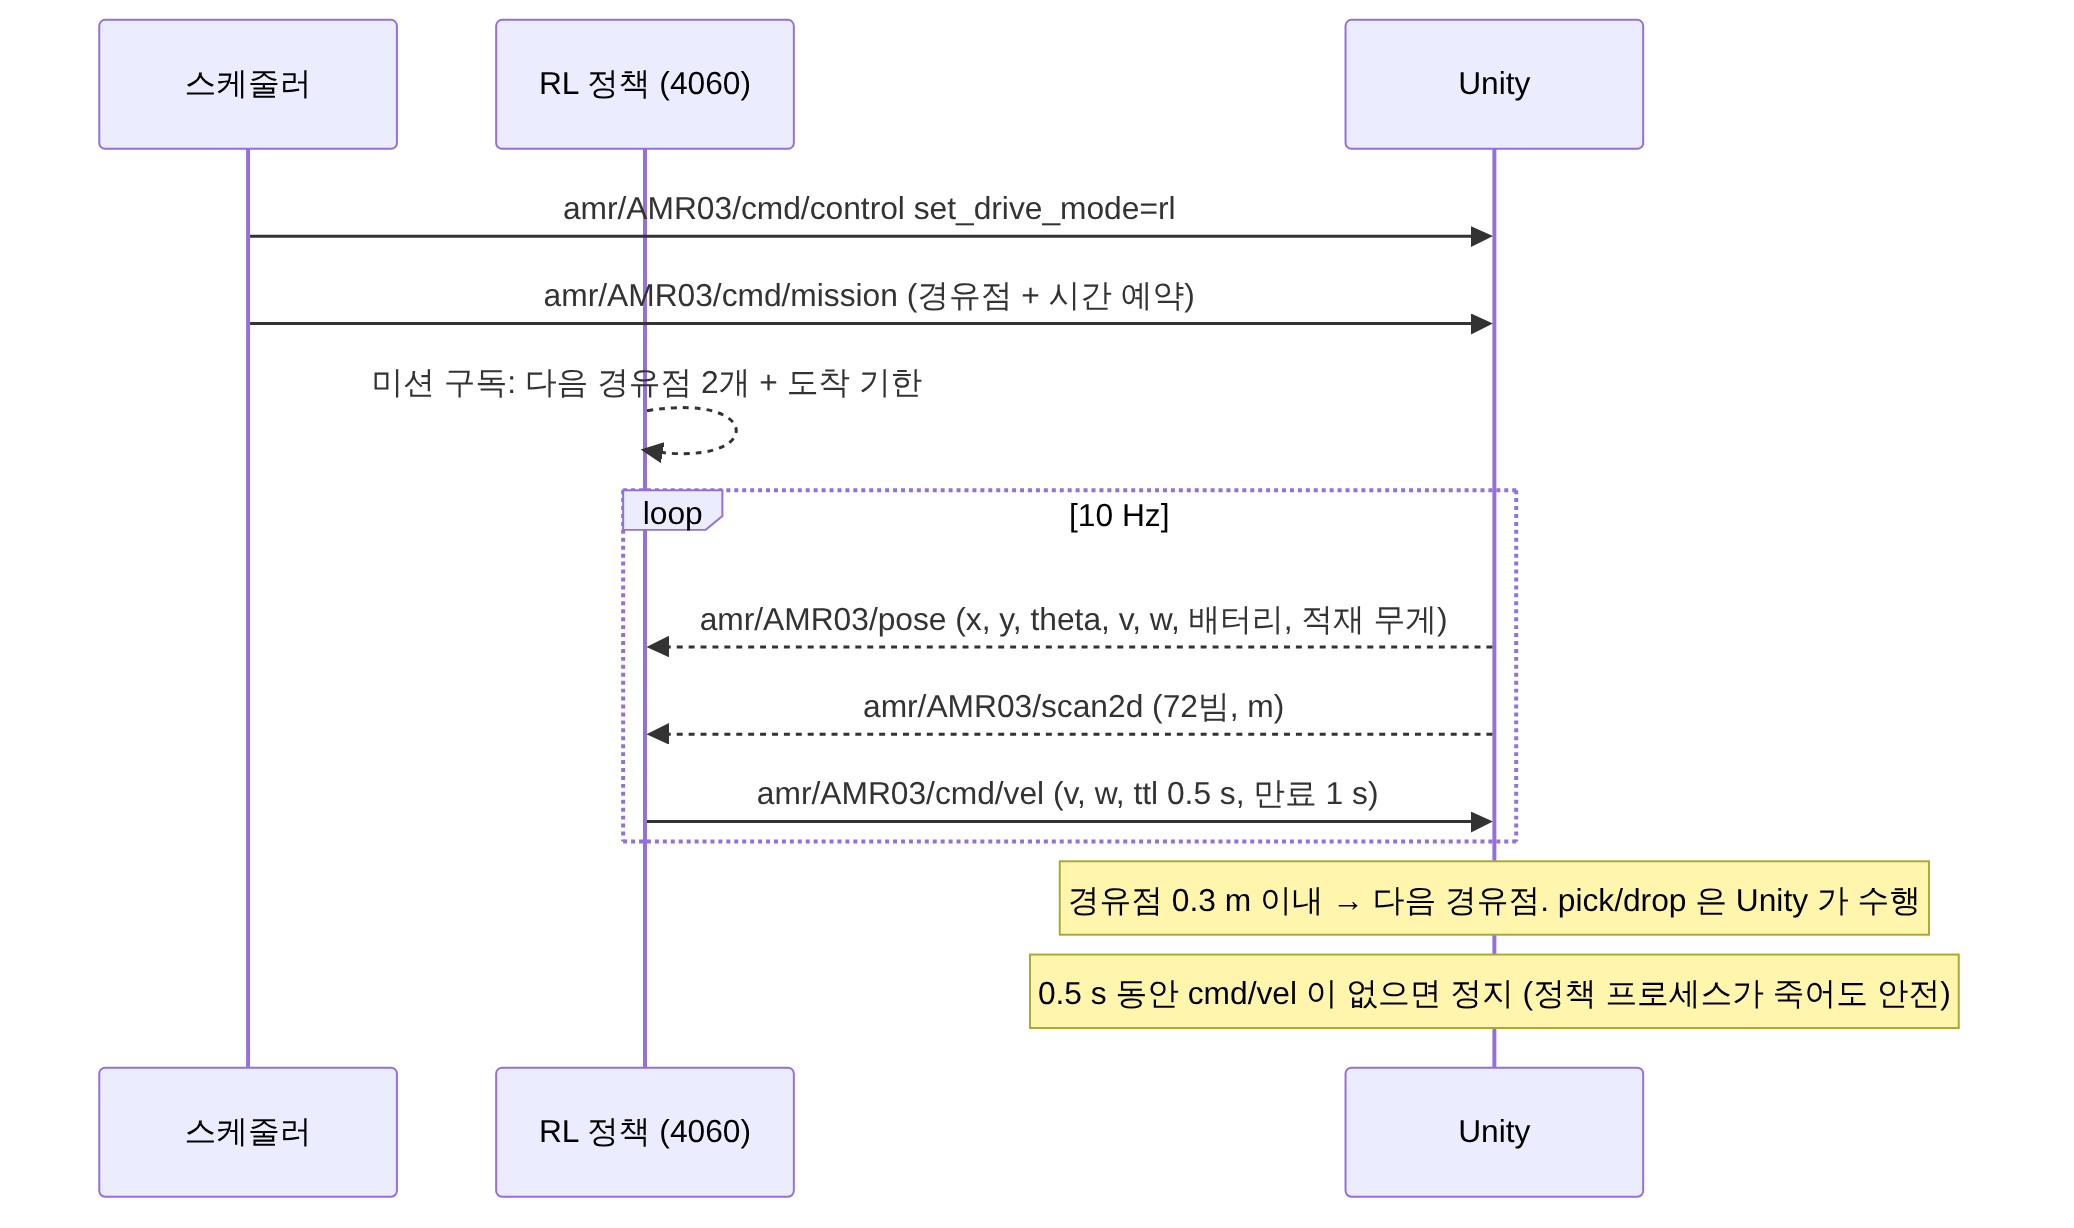 스케줄러
RL 정책 (4060)
Unity
amr/AMR03/cmd/control set_drive_mode=rl
amr/AMR03/cmd/mission (경유점 + 시간 예약)
미션 구독: 다음 경유점 2개 + 도착 기한
loop
[10 Hz]
amr/AMR03/pose (x, y, theta, v, w, 배터리, 적재 무게)
amr/AMR03/scan2d (72빔, m)
amr/AMR03/cmd/vel (v, w, ttl 0.5 s, 만료 1 s)
경유점 0.3 m 이내 → 다음 경유점. pick/drop 은 Unity 가 수행
0.5 s 동안 cmd/vel 이 없으면 정지 (정책 프로세스가 죽어도 안전)
스케줄러
RL 정책 (4060)
Unity